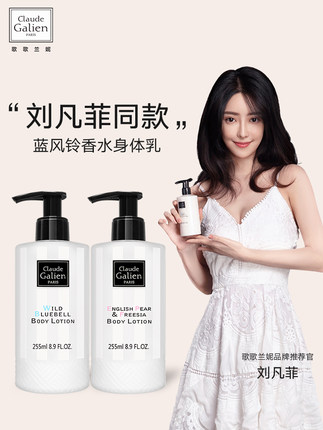 Claude
Galien
PARIS
歌歌兰妮
“刘凡菲同款”
蓝风铃香水身体乳
Claude
Galien
PARIS
WILD
BLUEBELL
BODY LOTION
255ml 8.9 FL.OZ.
Claude
Galien
PARIS
ENGLISH PEAR
& FREESIA
BODY LOTION
255ml 8.9 FL.OZ.
歌歌兰妮品牌推荐官
刘凡菲